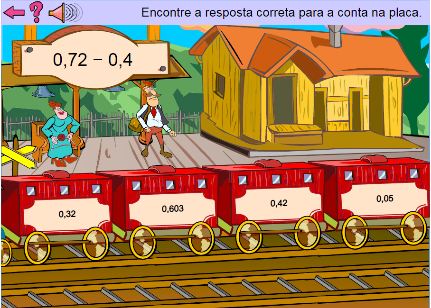 Encontre a resposta correta para a conta na placa.
0,72 – 0,4
0,32
0,603
0,42
0,05